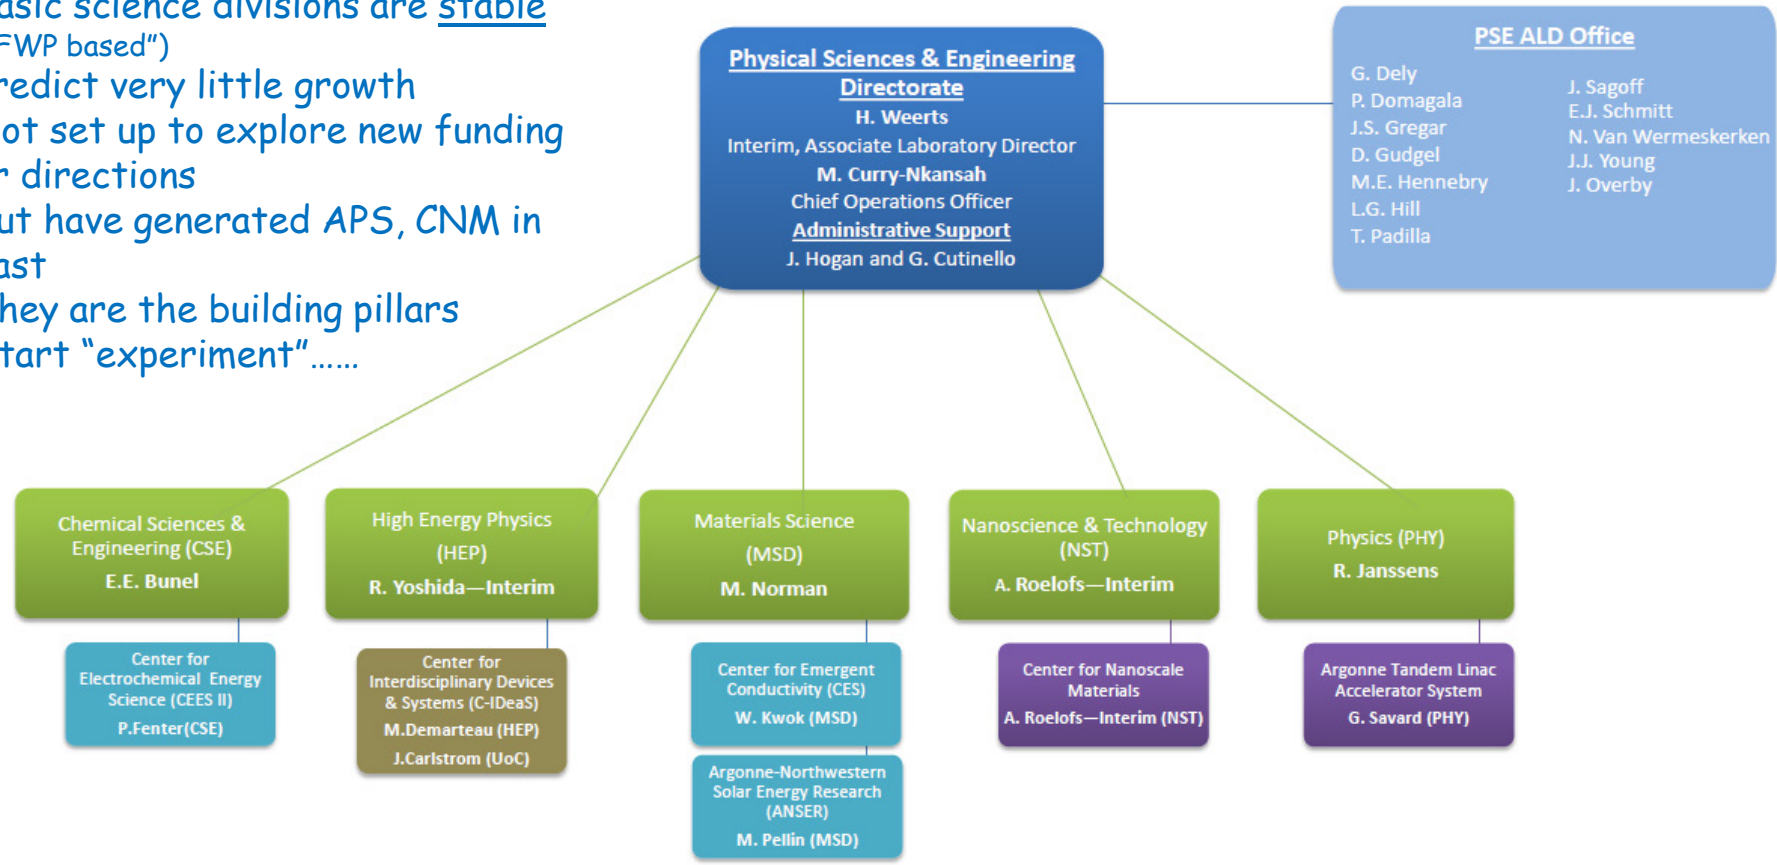 asic science divisions are stable
FWP based”)
redict very little growth
ot set up to explore new funding
r directions
ut have generated APS, CNM in
ast
hey are the building pillars
tart “experiment”……
Physical Sciences & Engineering
Directorate
H. Weerts
Interim, Associate Laboratory Director
M. Curry-Nkansah
Chief Operations Officer
Administrative Support
J. Hogan and G. Cutinello
PSE ALD Office
G. Dely
P. Domagala
J.S. Gregar
D. Gudgel
M.E. Hennebry
L.G. Hill
T. Padilla
J. Sagoff
E.J. Schmitt
N. Van Wermeskerken
J.J. Young
J. Overby
Chemical Sciences &
Engineering (CSE)
E.E. Bunel
High Energy Physics
(HEP)
R. Yoshida—Interim
Materials Science
(MSD)
M. Norman
Nanoscience & Technology
(NST)
A. Roelofs—Interim
Physics (PHY)
R. Janssens
Center for
Electrochemical Energy
Science (CEES II)
P.Fenter(CSE)
Center for
Interdisciplinary Devices
& Systems (C-IDeaS)
M.Demarteau (HEP)
J.Carlstrom (UoC)
Center for Emergent
Conductivity (CES)
W. Kwok (MSD)
Argonne-Northwestern
Solar Energy Research
(ANSER)
M. Pellin (MSD)
Center for Nanoscale
Materials
A. Roelofs—Interim (NST)
Argonne Tandem Linac
Accelerator System
G. Savard (PHY)